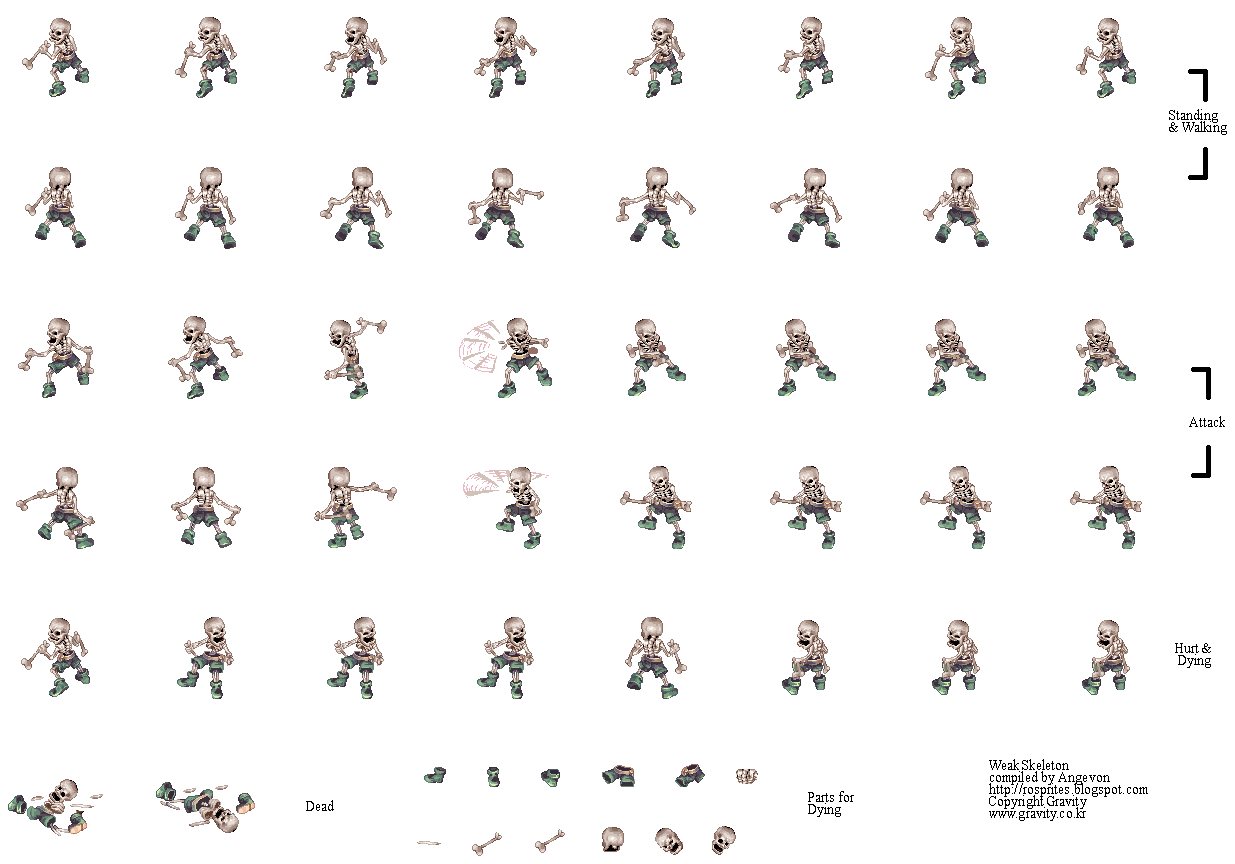 Standing
& Walking
Attack
Hurt &
Dying
Dead
Parts for
Dying
Weak Skeleton
compiled by Angevon
http://rosprites.blogspot.com
Copyright Gravity
www.gravity.co.kr